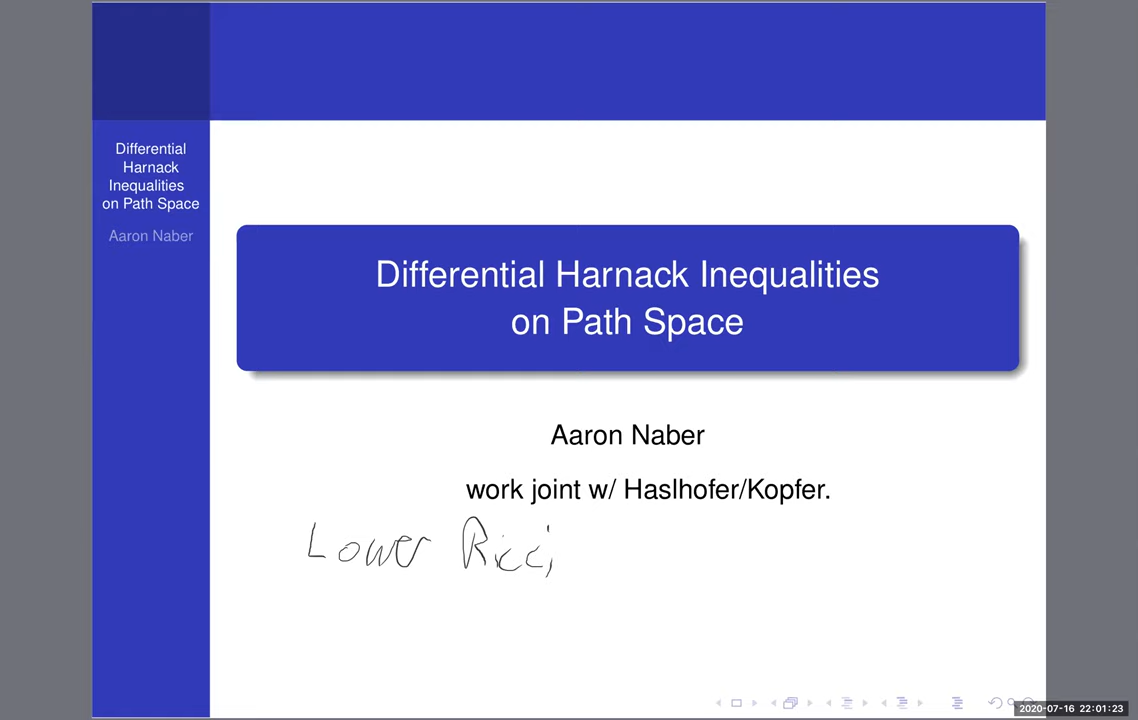 Differential
Harnack
Inequalities
on Path Space
Aaron Naber
Differential Harnack Inequalities
on Path Space
Aaron Naber
work joint w/ Haslhofer/Kopfer.
Lower Ricci
2020-07-16 22:01:23